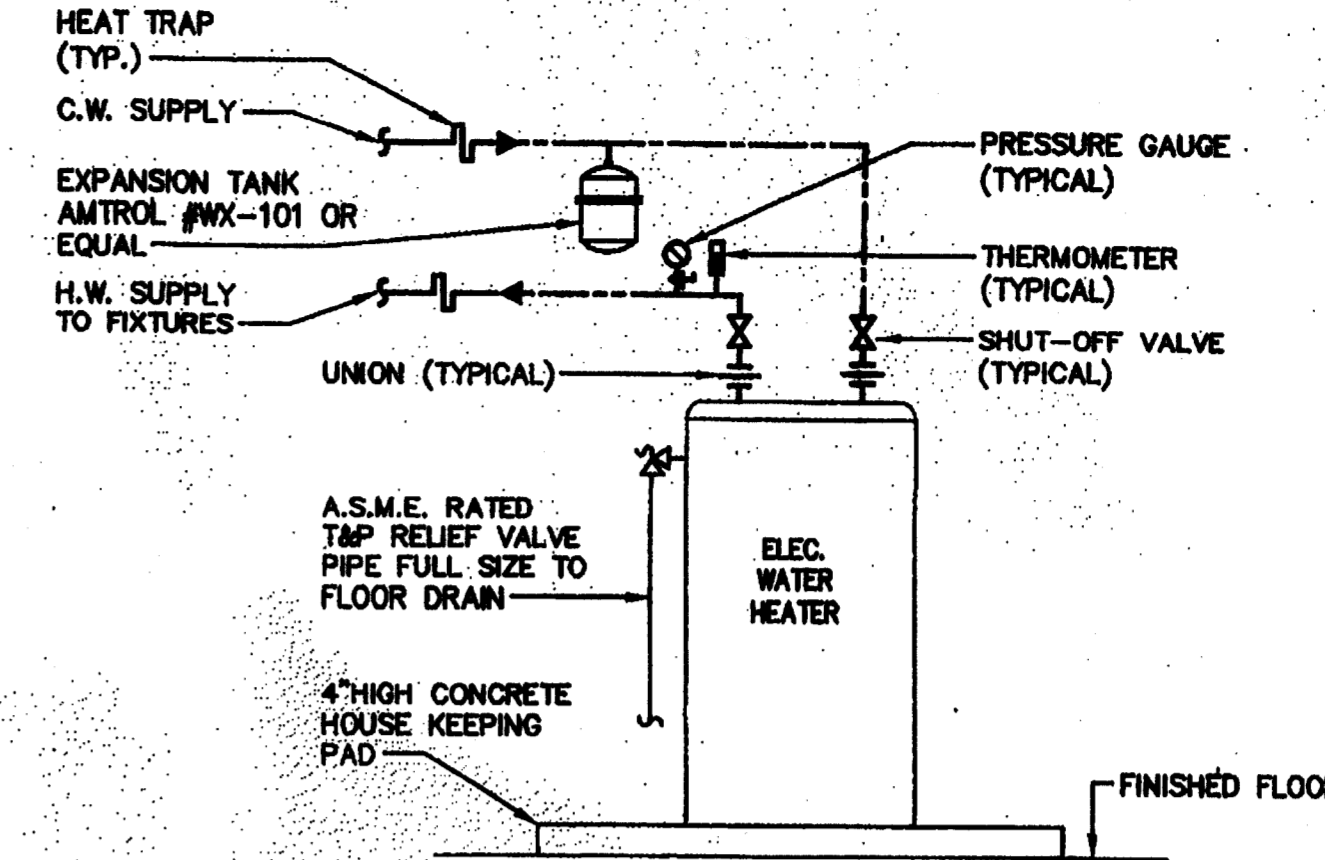 HEAT TRAP
(TYP.)
C.W. SUPPLY
EXPANSION TANK
AMTROL #WX-101 OR
EQUAL
H.W. SUPPLY
TO FIXTURES
PRESSURE GAUGE
(TYPICAL)
THERMOMETER
(TYPICAL)
SHUT-OFF VALVE
(TYPICAL)
UNION (TYPICAL)
A.S.M.E. RATED
T&P RELIEF VALVE
PIPE FULL SIZE TO
FLOOR DRAIN
ELEC.
WATER
HEATER
4"HIGH CONCRETE
HOUSE KEEPING
PAD
FINISHED FLOO